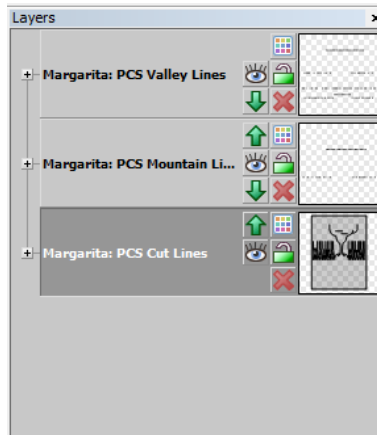 Layers
Margarita: PCS Valley Lines
Margarita: PCS Mountain Li...
Margarita: PCS Cut Lines